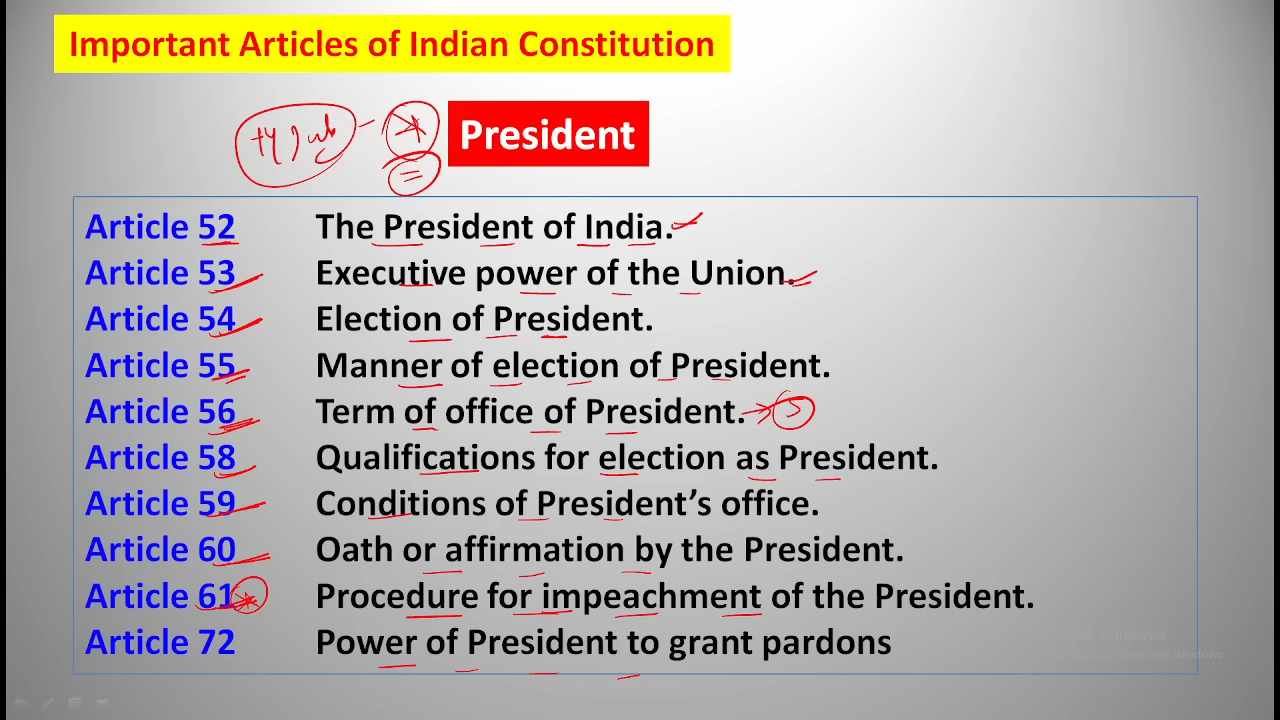 Important Articles of Indian Constitution
President
Article 52 The President of India.
Article 53 Executive power of the Union.
Article 54 Election of President.
Article 55 Manner of election of President.
Article 56 Term of office of President. 5
Article 58 Qualifications for election as President.
Article 59 Conditions of President’s office.
Article 60 Oath or affirmation by the President.
Article 61 Procedure for impeachment of the President.
Article 72 Power of President to grant pardons